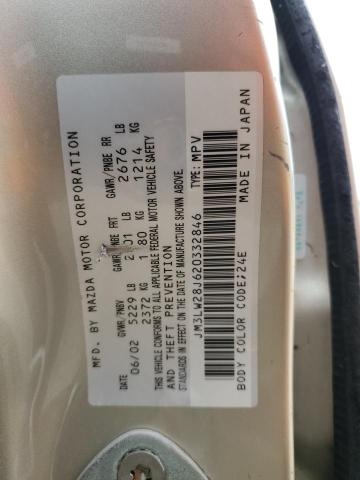 MFD. BY MAZDA MOTOR CORPORATION
DATE GVWR/PNBV GAWR/PNBE FRT GAWR/PNBE RR
06/02 5229 LB LB 2676 LB
2372 KG KG 1214 KG
THIS VEHICLE CONFORMS TO ALL APPLICABLE FEDERAL MOTOR VEHICLE SAFETY
AND THEFT PREVENTION
STANDARDS IN EFFECT ON THE DATE OF MANUFACTURE SHOWN ABOVE.
JM3LW28J620332846 TYPE: MPV
BODY COLOR CODE/24E MADE IN JAPAN